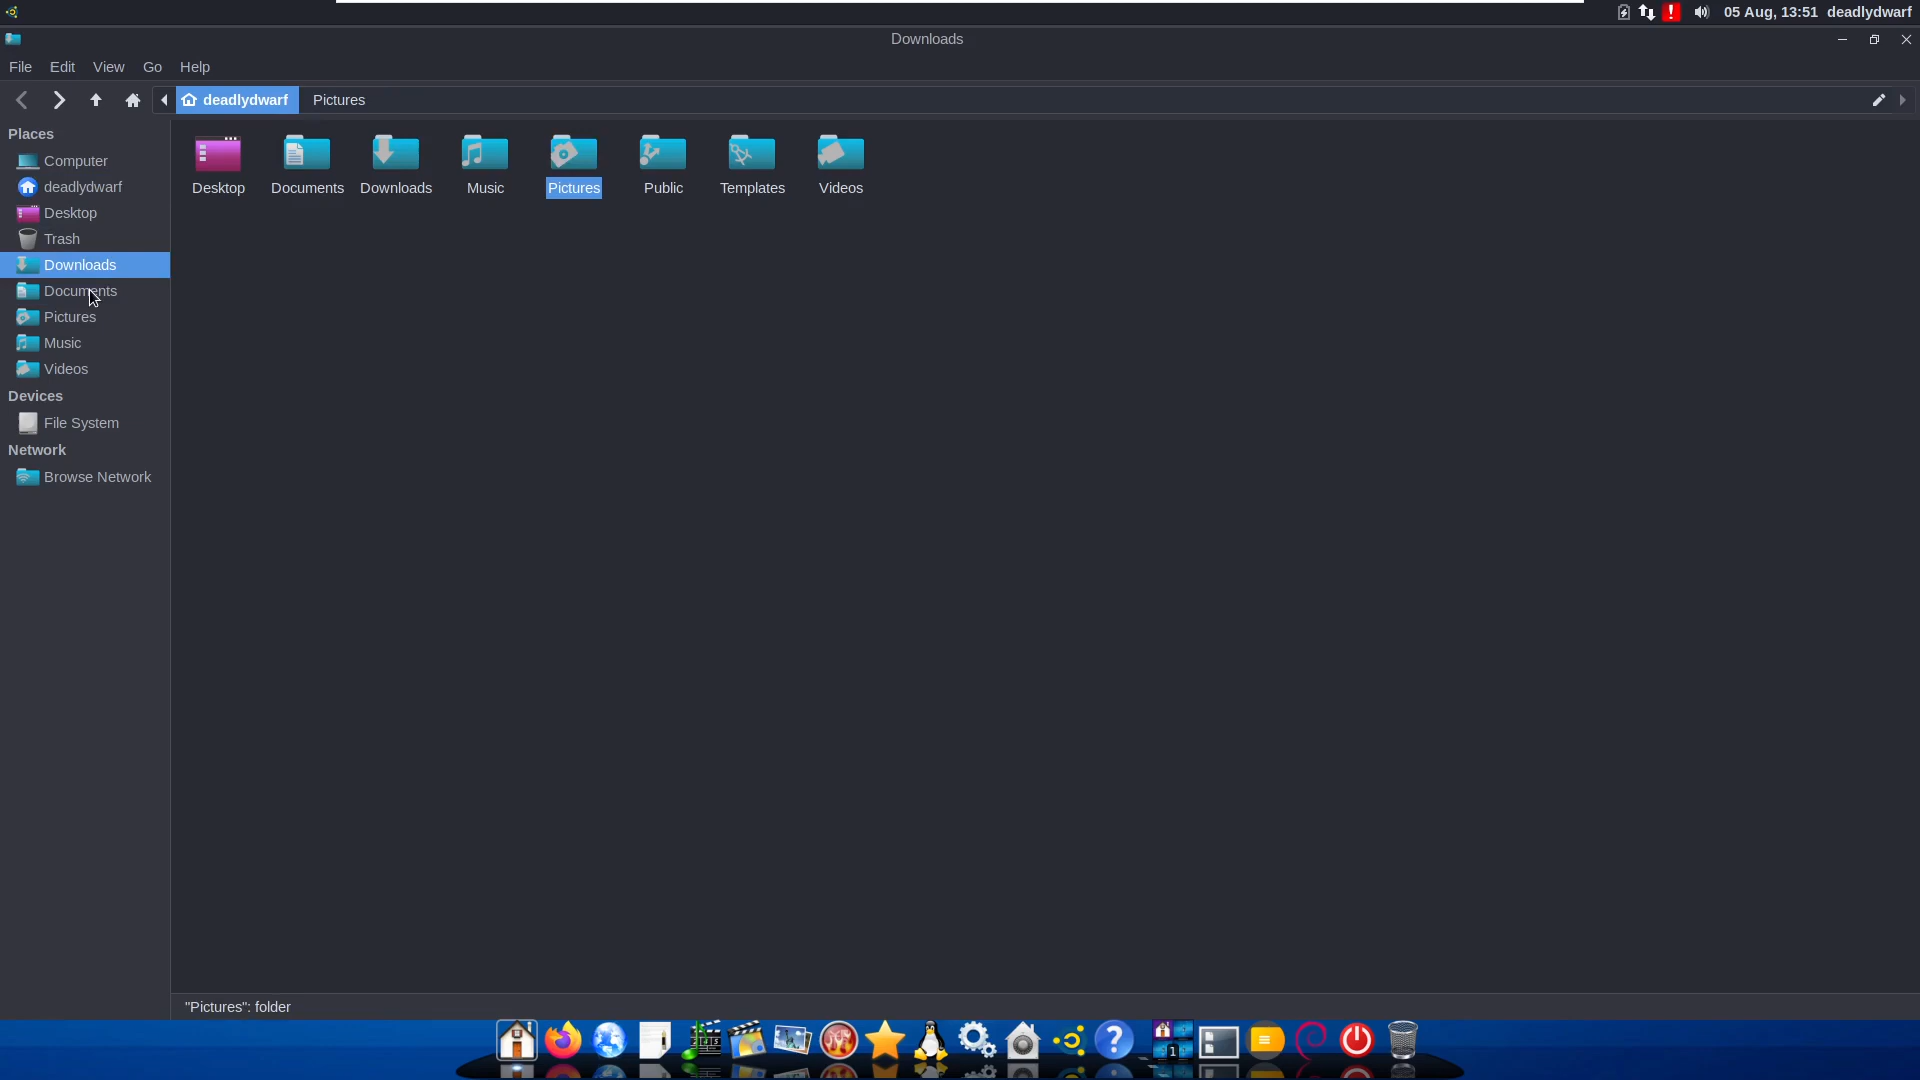 05 Aug, 13:51 deadlydwarf
Downloads
File Edit View Go Help
deadlydwarf Pictures
Places
Computer
deadlydwarf
Desktop
Trash
Downloads
Documents
Pictures
Music
Videos
Devices
File System
Network
Browse Network
Desktop Documents Downloads Music Pictures Public Templates Videos
"Pictures": folder
1